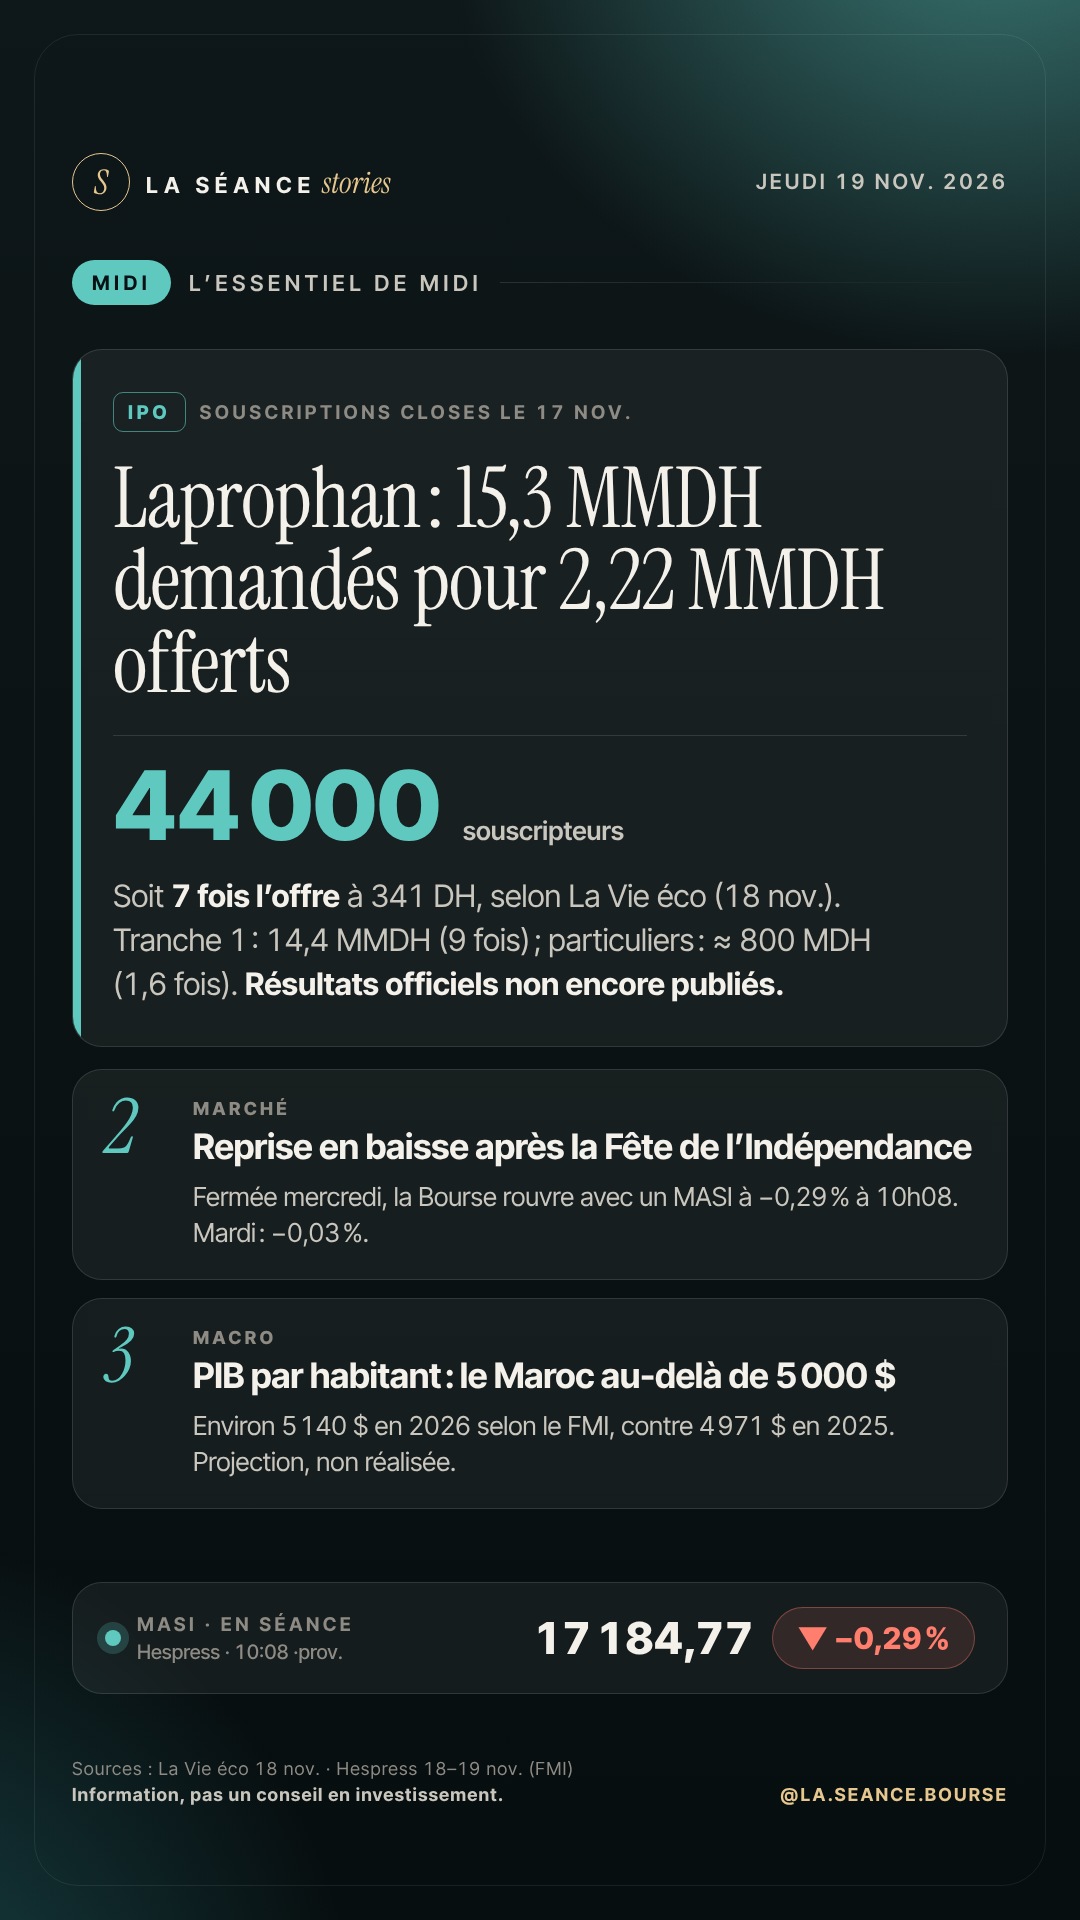 S LA SÉANCE stories
JEUDI 19 NOV. 2026
MIDI L’ESSENTIEL DE MIDI
IPO SOUSCRIPTIONS CLOSES LE 17 NOV.
Laprophan : 15,3 MMDH
demandés pour 2,22 MMDH
offerts
44 000 souscripteurs
Soit 7 fois l’offre à 341 DH, selon La Vie éco (18 nov.).
Tranche 1 : 14,4 MMDH (9 fois) ; particuliers : ≈ 800 MDH
(1,6 fois). Résultats officiels non encore publiés.
2
MARCHÉ
Reprise en baisse après la Fête de l’Indépendance
Fermée mercredi, la Bourse rouvre avec un MASI à −0,29 % à 10h08.
Mardi : −0,03 %.
3
MACRO
PIB par habitant : le Maroc au-delà de 5 000 $
Environ 5 140 $ en 2026 selon le FMI, contre 4 971 $ en 2025.
Projection, non réalisée.
MASI · EN SÉANCE
Hespress · 10:08 ·prov.
17 184,77
▼ −0,29 %
Sources : La Vie éco 18 nov. · Hespress 18–19 nov. (FMI)
Information, pas un conseil en investissement.
@LA.SEANCE.BOURSE